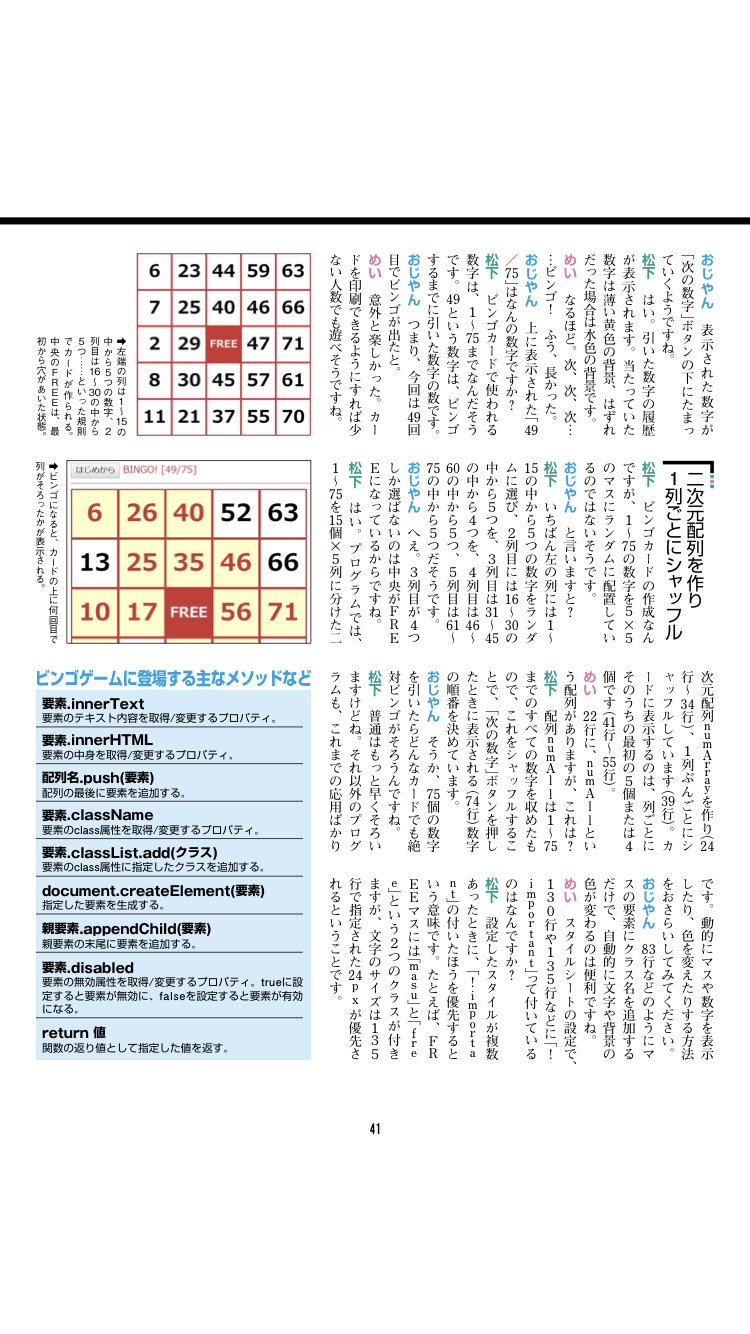 おじやん　表示された数字が
「次の数字」ボタンの下にたまっ
ていくようですね。
松下　はい。引いた数字の履歴
が表示されます。当たっていた
数字は薄い黄色の背景、はずれ
だった場合は水色の背景です。
めい　なるほど。次、次、次…
…ビンゴ！　ふう、長かった。
おじやん　上に表示された「49
／75」はなんの数字ですか？
松下　ビンゴカードで使われる
数字は、1〜75までなんだそう
です。49という数字は、ビンゴ
するまでに引いた数字の数です。
おじやん　つまり、今回は49回
目でビンゴが出たと。
めい　意外と楽しかった。カー
ドを印刷できるようにすれば少
ない人数でも遊べそうですね。
6 23 44 59 63
7 25 40 46 66
2 29 FREE 47 71
8 30 45 57 61
11 21 37 55 70
➡左端の列は1〜15の
中から5つの数字、2
列目は16〜30の中から
5つ……といった規則
でカードが作られる。
中央のFREEは、最
初から穴があいた状態。
二次元配列を作り
1列ごとにシャッフル
松下　ビンゴカードの作成なん
ですが、1〜75の数字を5×5
のマスにランダムに配置してい
るのではないそうです。
おじやん　と言いますと？
松下　いちばん左の列には1〜
15の中から5つの数字をランダ
ムに選び、2列目には16〜30の
中から5つを、3列目は31〜45
の中から4つを、4列目は46〜
60の中から5つ、5列目は61〜
75の中から5つだそうです。
おじやん　へえ。3列目が4つ
しか選ばないのは中央がFRE
Eになっているからですね。
松下　はい。プログラムでは、
1〜75を15個×5列に分けた二
はじめから BINGO! [49/75]
6 26 40 52 63
13 25 35 46 66
10 17 FREE 56 71
➡ビンゴになると、カードの上に何回目で
列がそろったかが表示される。
次元配列numArrayを作り（24
行〜34行）、1列ぶんごとにシ
ャッフルしています（39行）。カ
ードに表示するのは、列ごとに
そのうちの最初の5個または4
個です（41行〜55行）。
めい　22行に、numAllとい
う配列がありますが、これは？
松下　配列numAllは1〜75
までのすべての数字を収めたも
ので、これをシャッフルするこ
とで、「次の数字」ボタンを押し
たときに表示される（74行）数字
の順番を決めています。
おじやん　そうか、75個の数字
を引いたらどんなカードでも絶
対ビンゴがそろうんですね。
松下　普通はもっと早くそろい
ますけどね。それ以外のプログ
ラムも、これまでの応用ばかり
です。動的にマスや数字を表示
したり、色を変えたりする方法
をおさらいしてみてください。
おじやん　83行などのようにマ
スの要素にクラス名を追加する
だけで、自動的に文字や背景の
色が変わるのは便利ですね。
めい　スタイルシートの設定で、
130行や135行などに「！
important」って付いている
のはなんですか？
松下　設定したスタイルが複数
あったときに、「！importa
nt」の付いたほうを優先すると
いう意味です。たとえば、FR
EEマスには「masu」と「fre
e」という2つのクラスが付き
ますが、文字のサイズは135
行で指定された24pxが優先さ
れるということです。
ビンゴゲームに登場する主なメソッドなど
要素.innerText
要素のテキスト内容を取得/変更するプロパティ。
要素.innerHTML
要素の中身を取得/変更するプロパティ。
配列名.push(要素)
配列の最後に要素を追加する。
要素.className
要素のclass属性を取得/変更するプロパティ。
要素.classList.add(クラス)
要素のclass属性に指定したクラスを追加する。
document.createElement(要素)
指定した要素を生成する。
親要素.appendChild(要素)
親要素の末尾に要素を追加する。
要素.disabled
要素の無効属性を取得/変更するプロパティ。trueに設
定すると要素が無効に、falseを設定すると要素が有効
になる。
return 値
関数の返り値として指定した値を返す。
41